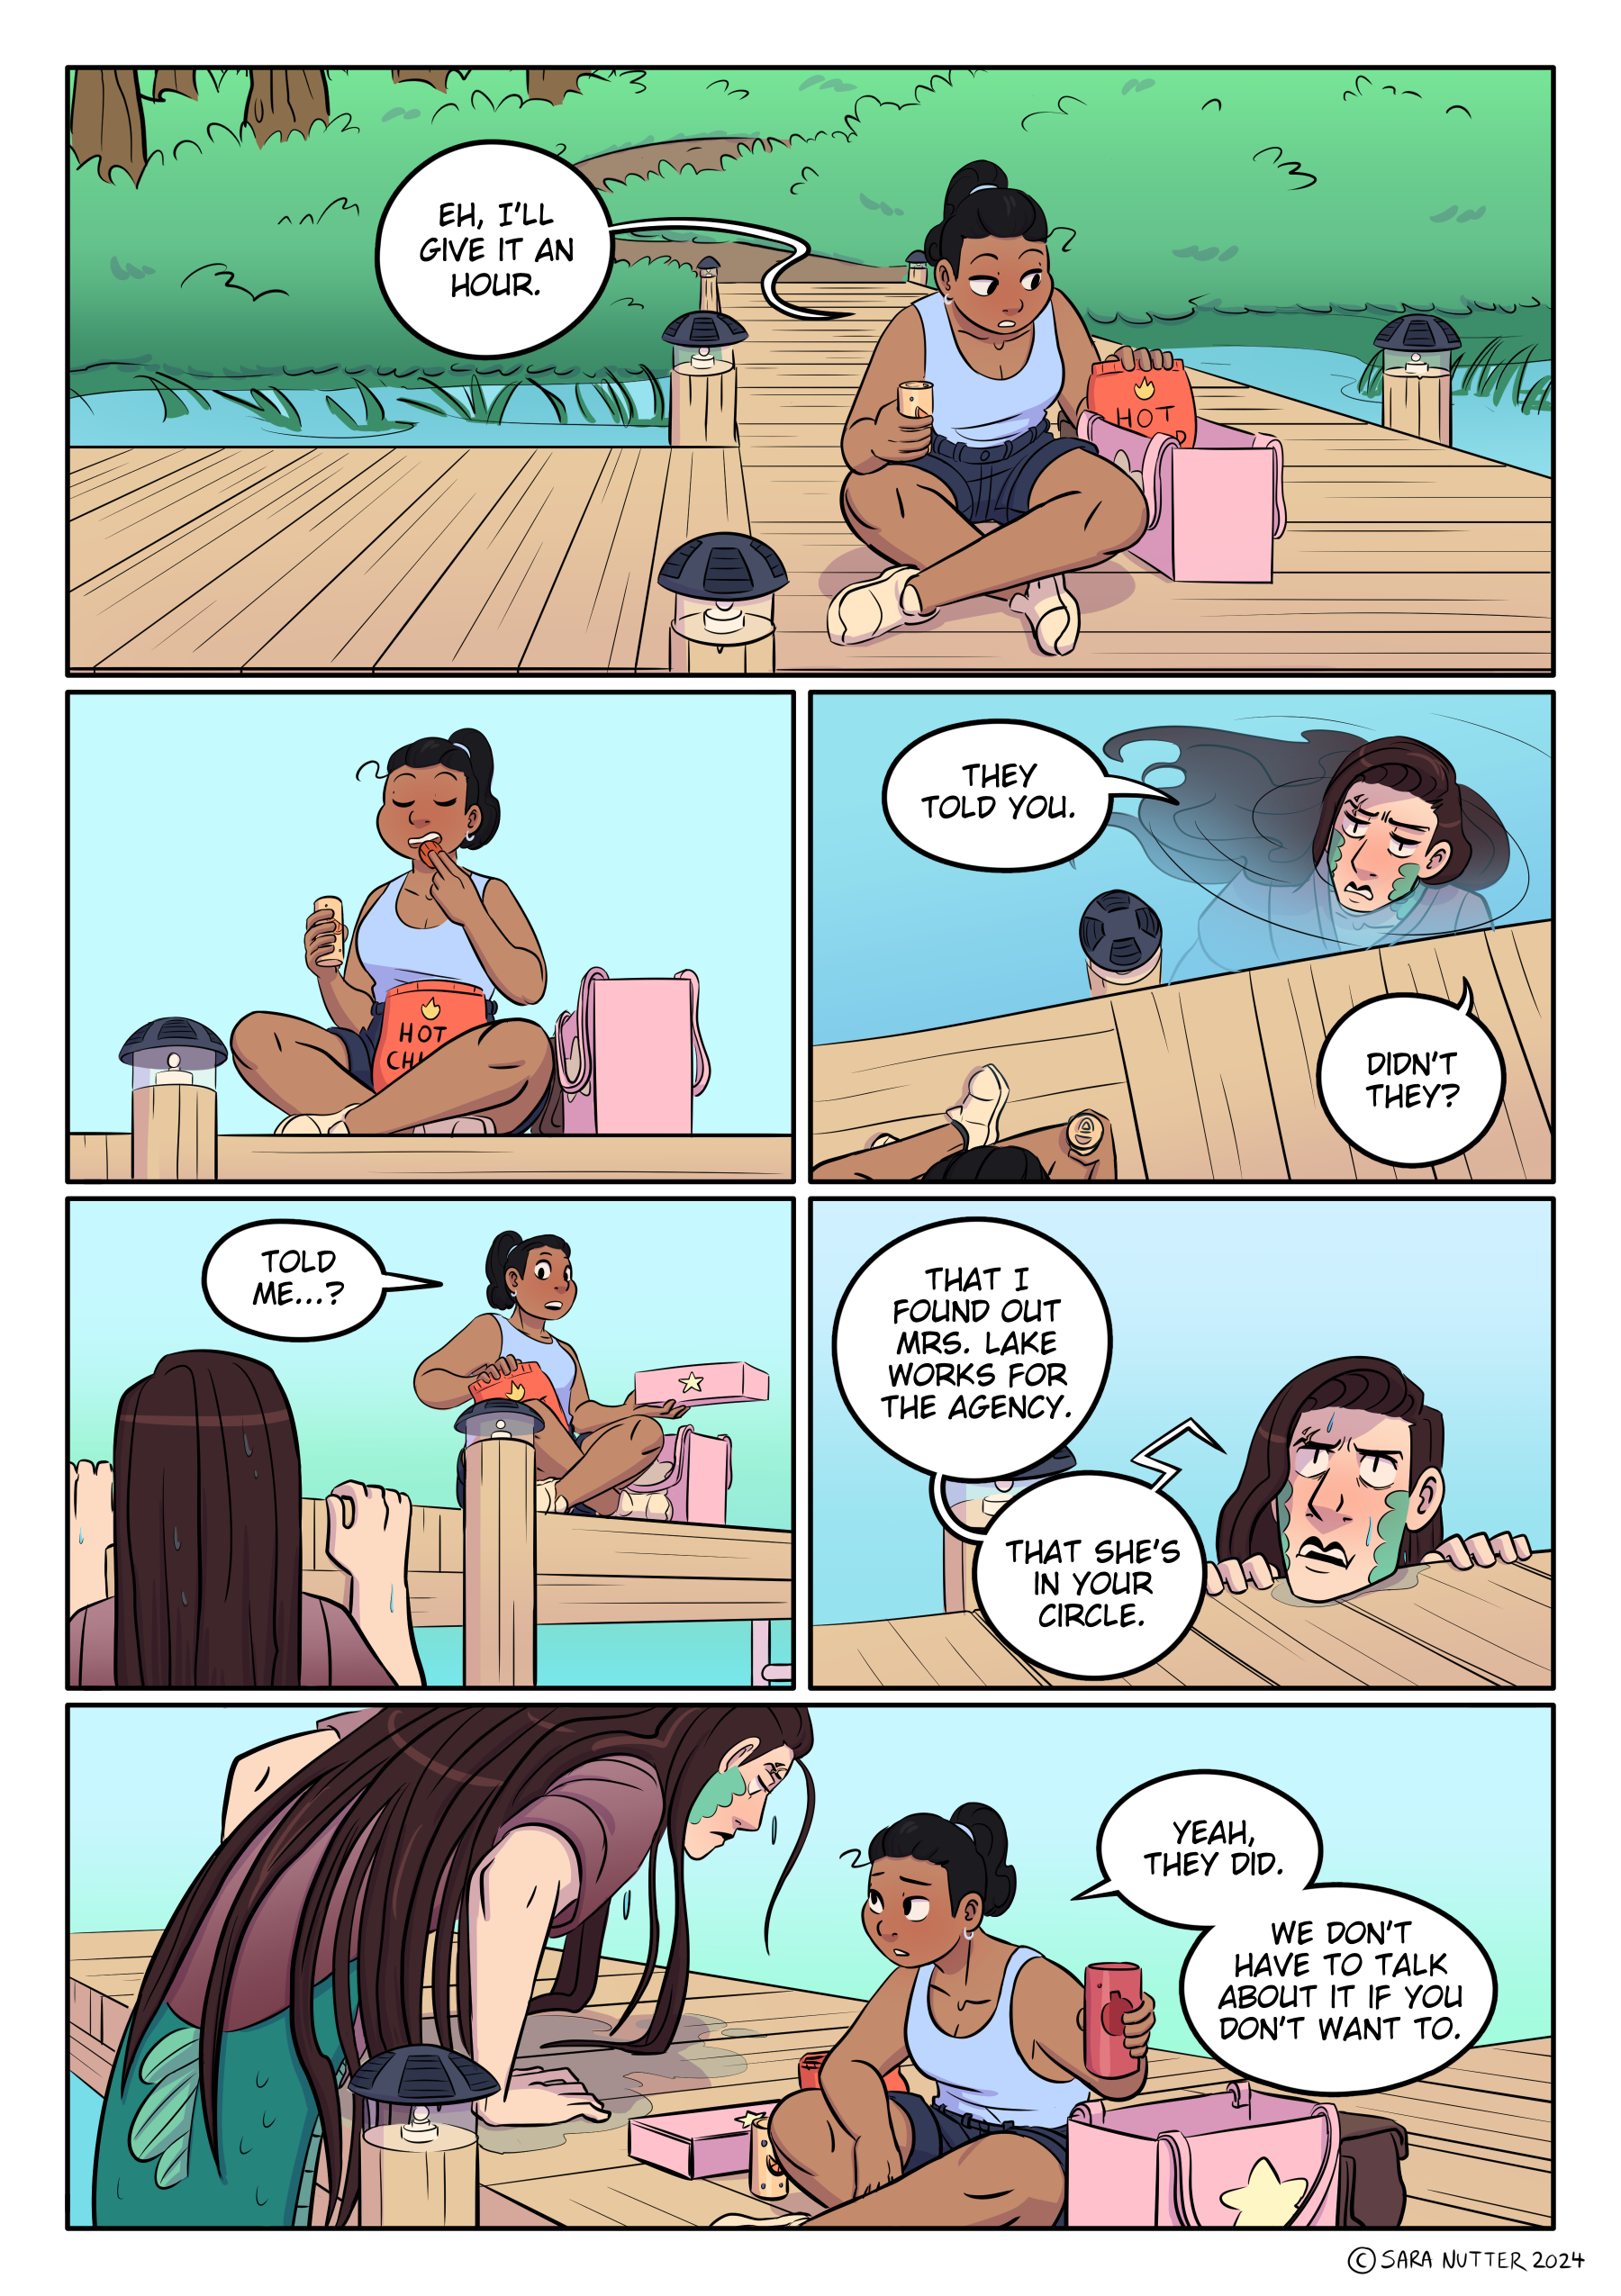 EH, I'LL
GIVE IT AN
HOUR.
HOT
HOT
THEY
TOLD YOU.
DIDN'T
THEY?
TOLD
ME...?
THAT I
FOUND OUT
MRS. LAKE
WORKS FOR
THE AGENCY.
THAT SHE'S
IN YOUR
CIRCLE.
YEAH,
THEY DID.
WE DON'T
HAVE TO TALK
ABOUT IT IF YOU
DON'T WANT TO.
© SARA NUTTER 2024